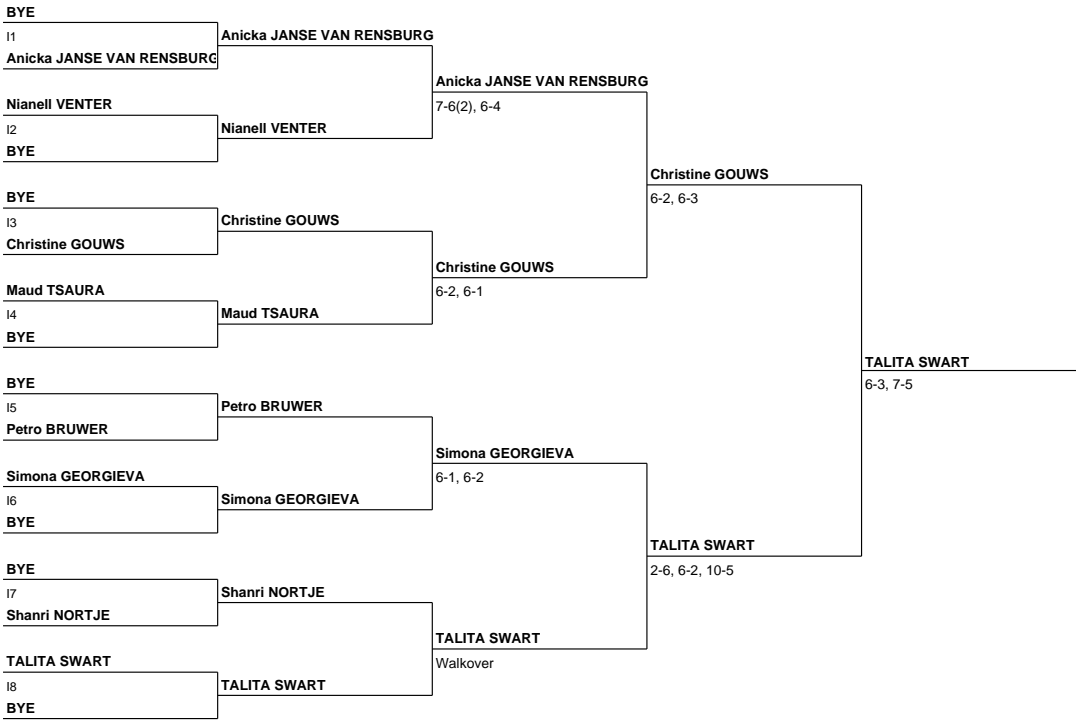 BYE
I1
Anicka JANSE VAN RENSBURG
Nianell VENTER
I2
BYE
BYE
I3
Christine GOUWS
Maud TSAURA
I4
BYE
BYE
I5
Petro BRUWER
Simona GEORGIEVA
I6
BYE
BYE
I7
Shanri NORTJE
TALITA SWART
I8
BYE
Anicka JANSE VAN RENSBURG
Nianell VENTER
Christine GOUWS
Maud TSAURA
Petro BRUWER
Simona GEORGIEVA
Shanri NORTJE
TALITA SWART
Anicka JANSE VAN RENSBURG
7-6(2), 6-4
Christine GOUWS
6-2, 6-1
Simona GEORGIEVA
6-1, 6-2
TALITA SWART
Walkover
Christine GOUWS
6-2, 6-3
TALITA SWART
2-6, 6-2, 10-5
TALITA SWART
6-3, 7-5